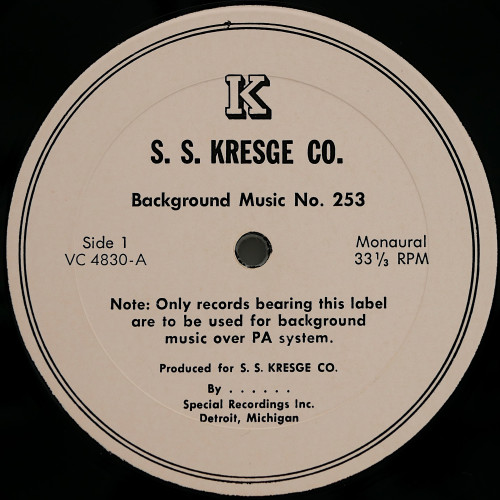 K
S. S. KRESGE CO.
Background Music No. 253
Side 1
VC 4830-A
Monaural
33 1/3 RPM
Note: Only records bearing this label
are to be used for background
music over PA system.
Produced for S. S. KRESGE CO.
By . . . . . .
Special Recordings Inc.
Detroit, Michigan